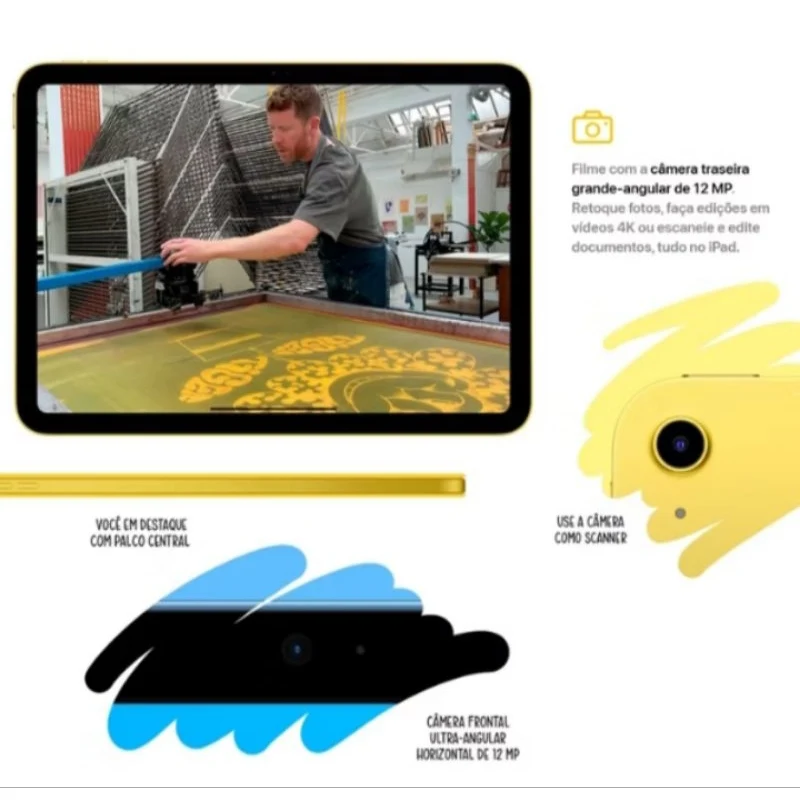 Filme com a câmera traseira
grande-angular de 12 MP.
Retoque fotos, faça edições em
vídeos 4K ou escaneie e edite
documentos, tudo no iPad.
VOCÊ EM DESTAQUE
COM PALCO CENTRAL
USE A CÂMERA
COMO SCANNER
CÂMERA FRONTAL
ULTRA-ANGULAR
HORIZONTAL DE 12 MP